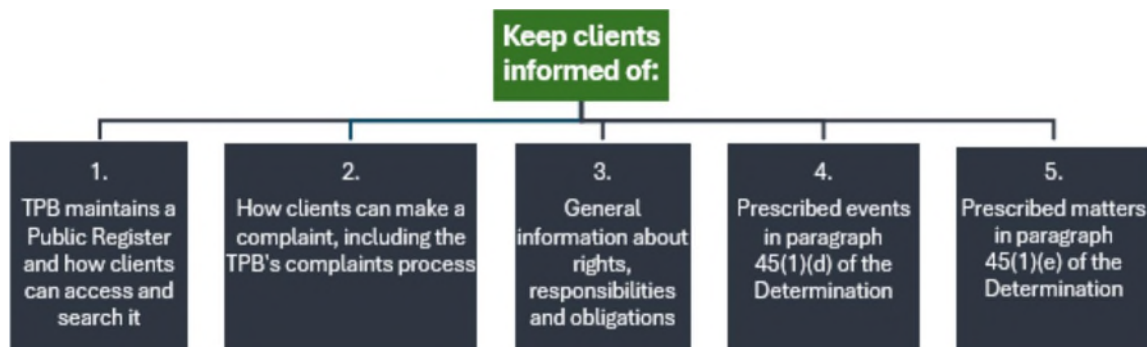 Keep clients
informed of:
1.
TPB maintains a
Public Register
and how clients
can access and
search it
2.
How clients can make a
complaint, including the
TPB's complaints process
3.
General
information about
rights,
responsibilities
and obligations
4.
Prescribed events
in paragraph
45(1)(d) of the
Determination
5.
Prescribed matters
in paragraph
45(1)(e) of the
Determination